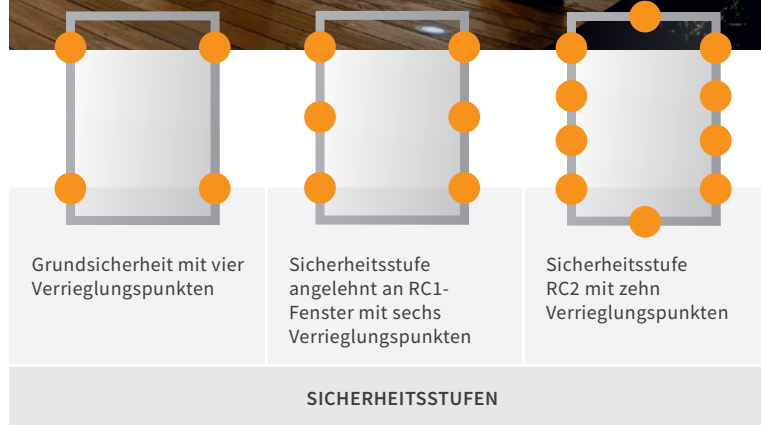 Grundsicherheit mit vier
Verrieglungspunkten
Sicherheitsstufe
angelehnt an RC1-
Fenster mit sechs
Verrieglungspunkten
Sicherheitsstufe
RC2 mit zehn
Verrieglungspunkten
SICHERHEITSSTUFEN